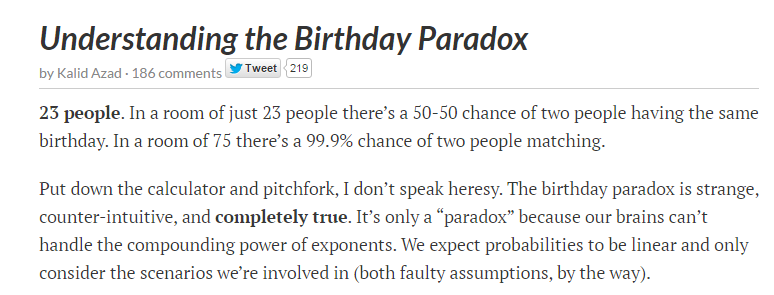 Understanding the Birthday Paradox
by Kalid Azad · 186 comments Tweet 219
23 people. In a room of just 23 people there’s a 50-50 chance of two people having the same
birthday. In a room of 75 there’s a 99.9% chance of two people matching.
Put down the calculator and pitchfork, I don’t speak heresy. The birthday paradox is strange,
counter-intuitive, and completely true. It’s only a “paradox” because our brains can’t
handle the compounding power of exponents. We expect probabilities to be linear and only
consider the scenarios we’re involved in (both faulty assumptions, by the way).